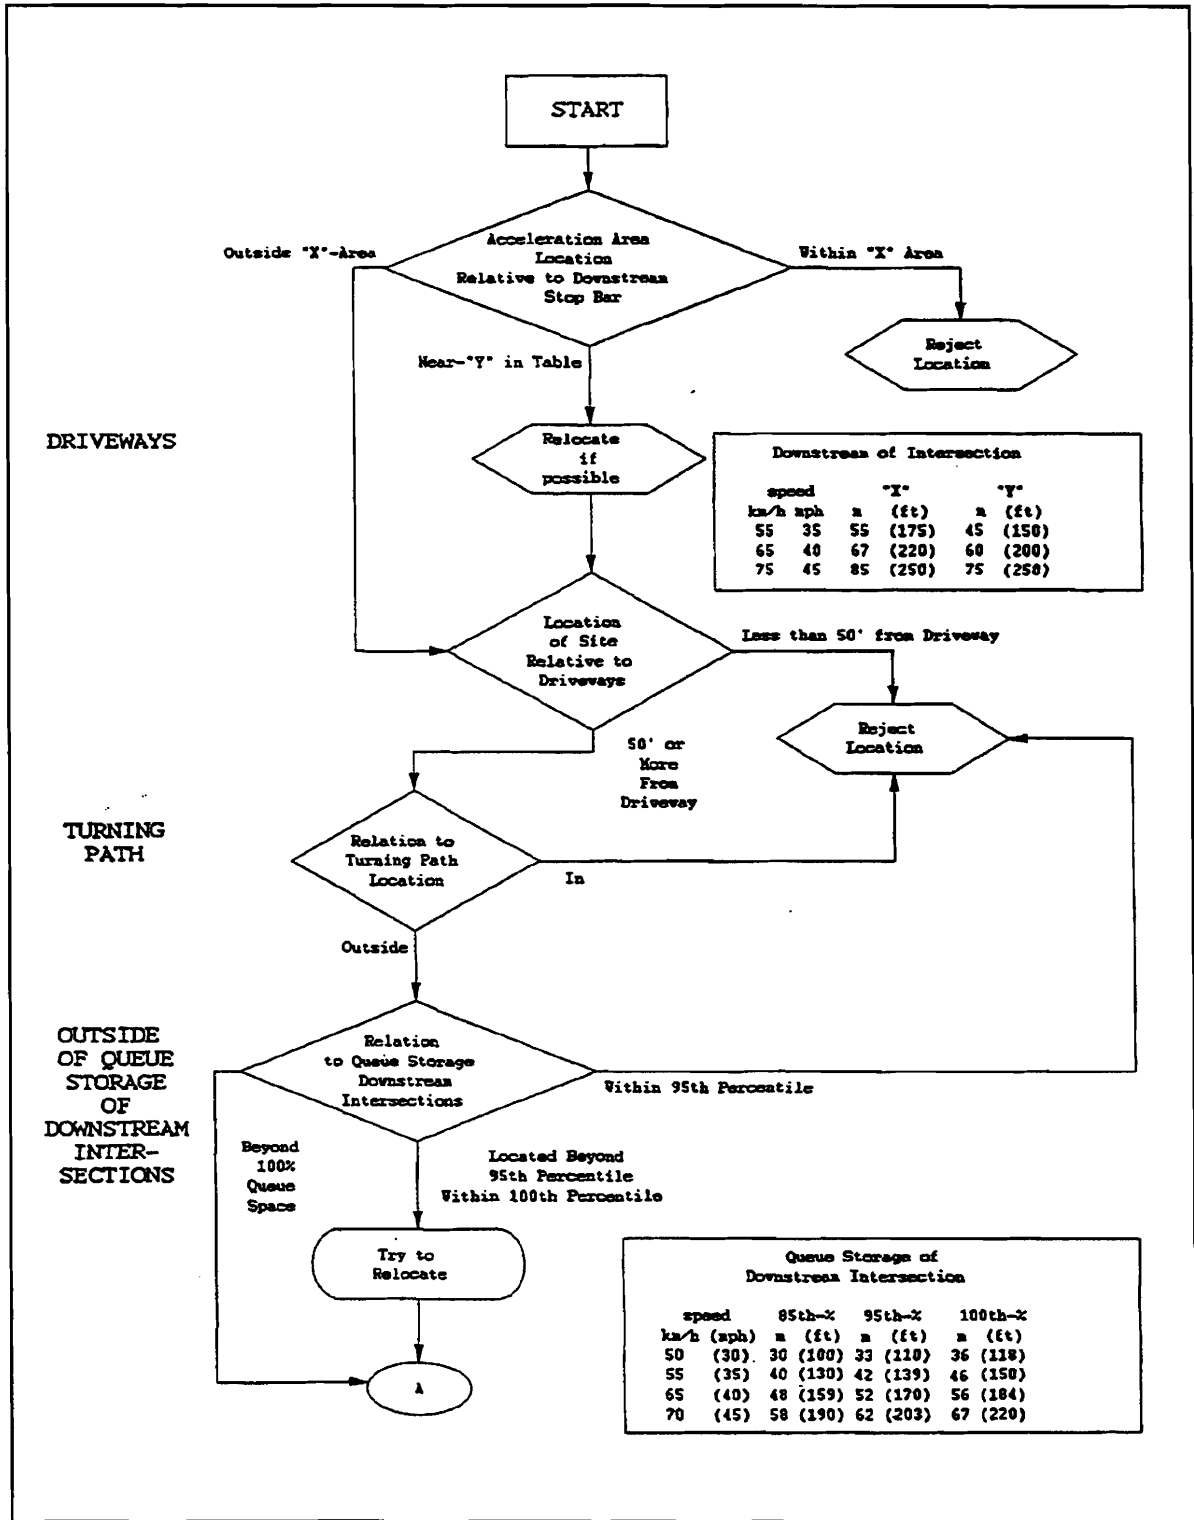 START
Acceleration Area
Location
Relative to Downstream
Stop Bar
Outside "X"-Area
Within "X" Area
Reject
Location
Near-"Y" in Table
DRIVEWAYS
Relocate
if
possible
Downstream of Intersection
speed "X" "Y"
km/h mph m (ft) m (ft)
55 35 55 (175) 45 (150)
65 40 67 (220) 60 (200)
75 45 85 (250) 75 (250)
Location
of Site
Relative to
Driveways
Less than 50' from Driveway
Reject
Location
50' or
More
From
Driveway
TURNING
PATH
Relation to
Turning Path
Location
In
Outside
OUTSIDE
OF QUEUE
STORAGE
OF
DOWNSTREAM
INTER-
SECTIONS
Relation
to Queue Storage
Downstream
Intersections
Within 95th Percentile
Beyond
100%
Queue
Space
Located Beyond
95th Percentile
Within 100th Percentile
Try to
Relocate
A
Queue Storage of
Downstream Intersection
speed 85th-% 95th-% 100th-%
km/h (mph) m (ft) m (ft) m (ft)
50 (30) 30 (100) 33 (110) 36 (118)
55 (35) 40 (130) 42 (139) 46 (150)
65 (40) 48 (159) 52 (170) 56 (184)
70 (45) 58 (190) 62 (203) 67 (220)